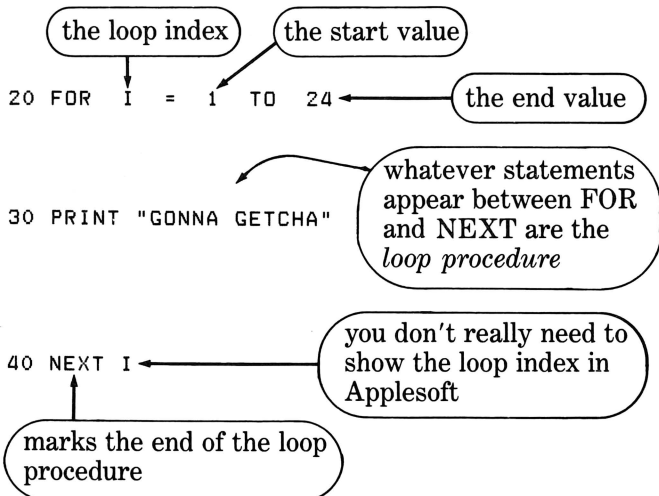 the loop index
the start value
20 FOR I = 1 TO 24
the end value
30 PRINT "GONNA GETCHA"
whatever statements
appear between FOR
and NEXT are the
loop procedure
40 NEXT I
you don't really need to
show the loop index in
Applesoft
marks the end of the loop
procedure